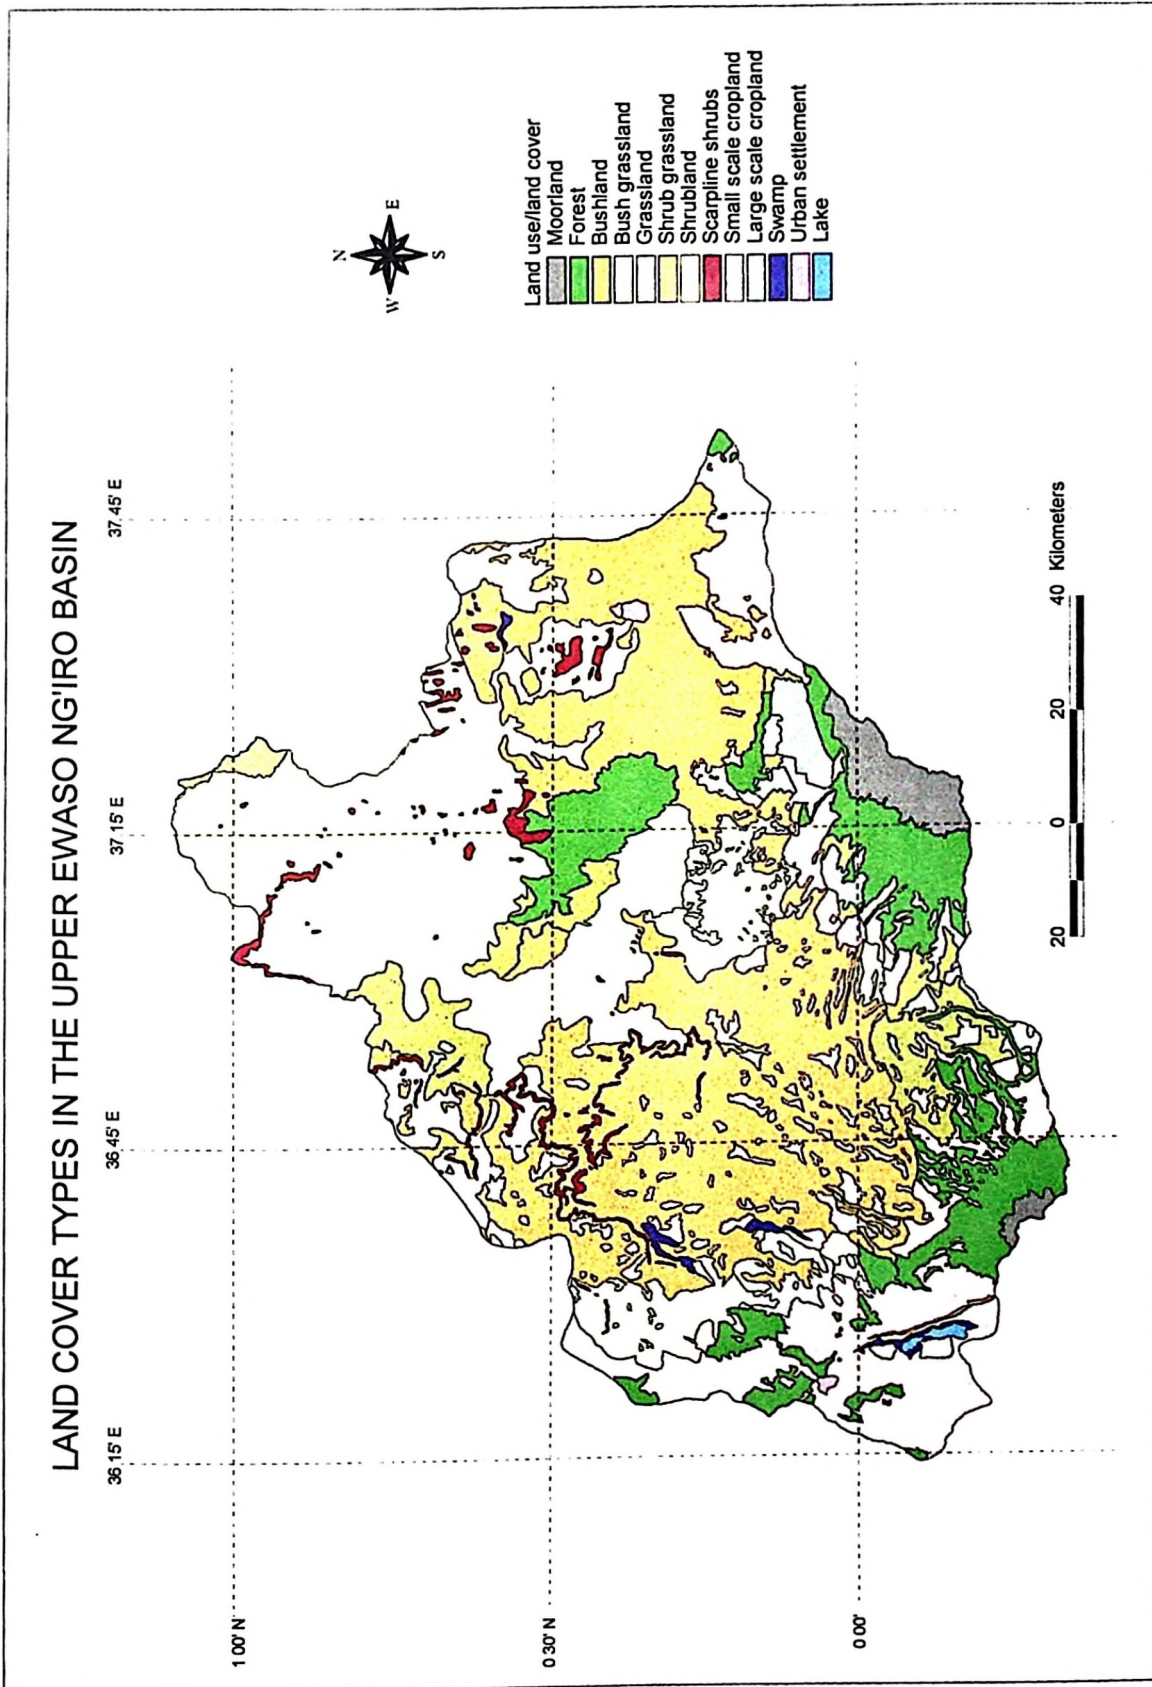 LAND COVER TYPES IN THE UPPER EWASO NG'IRO BASIN
36.15' E
36.45' E
37.15' E
37.45' E
1 00' N
0 30' N
0 00'
N
W
E
S
Land use/land cover
Moorland
Forest
Bushland
Bush grassland
Grassland
Shrub grassland
Shrubland
Scarpline shrubs
Small scale cropland
Large scale cropland
Swamp
Urban settlement
Lake
20 0 20 40 Kilometers